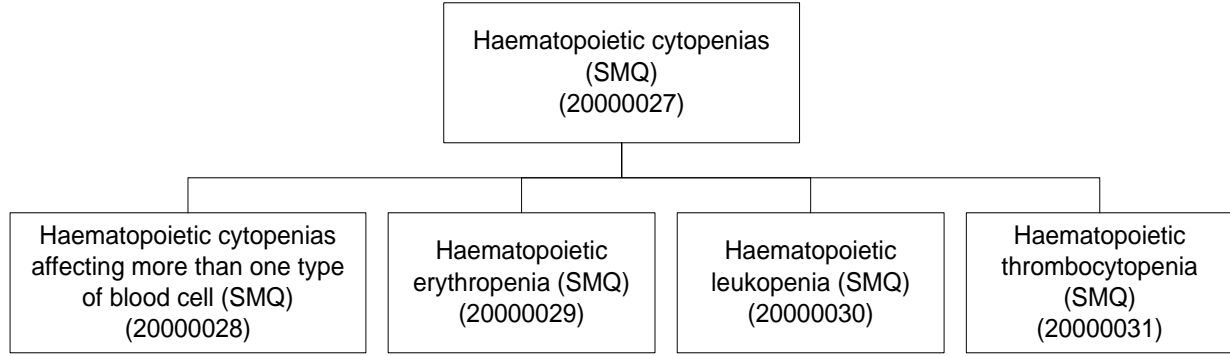 Haematopoietic cytopenias
(SMQ)
(20000027)
Haematopoietic cytopenias
affecting more than one type
of blood cell (SMQ)
(20000028)
Haematopoietic
erythropenia (SMQ)
(20000029)
Haematopoietic
leukopenia (SMQ)
(20000030)
Haematopoietic
thrombocytopenia
(SMQ)
(20000031)